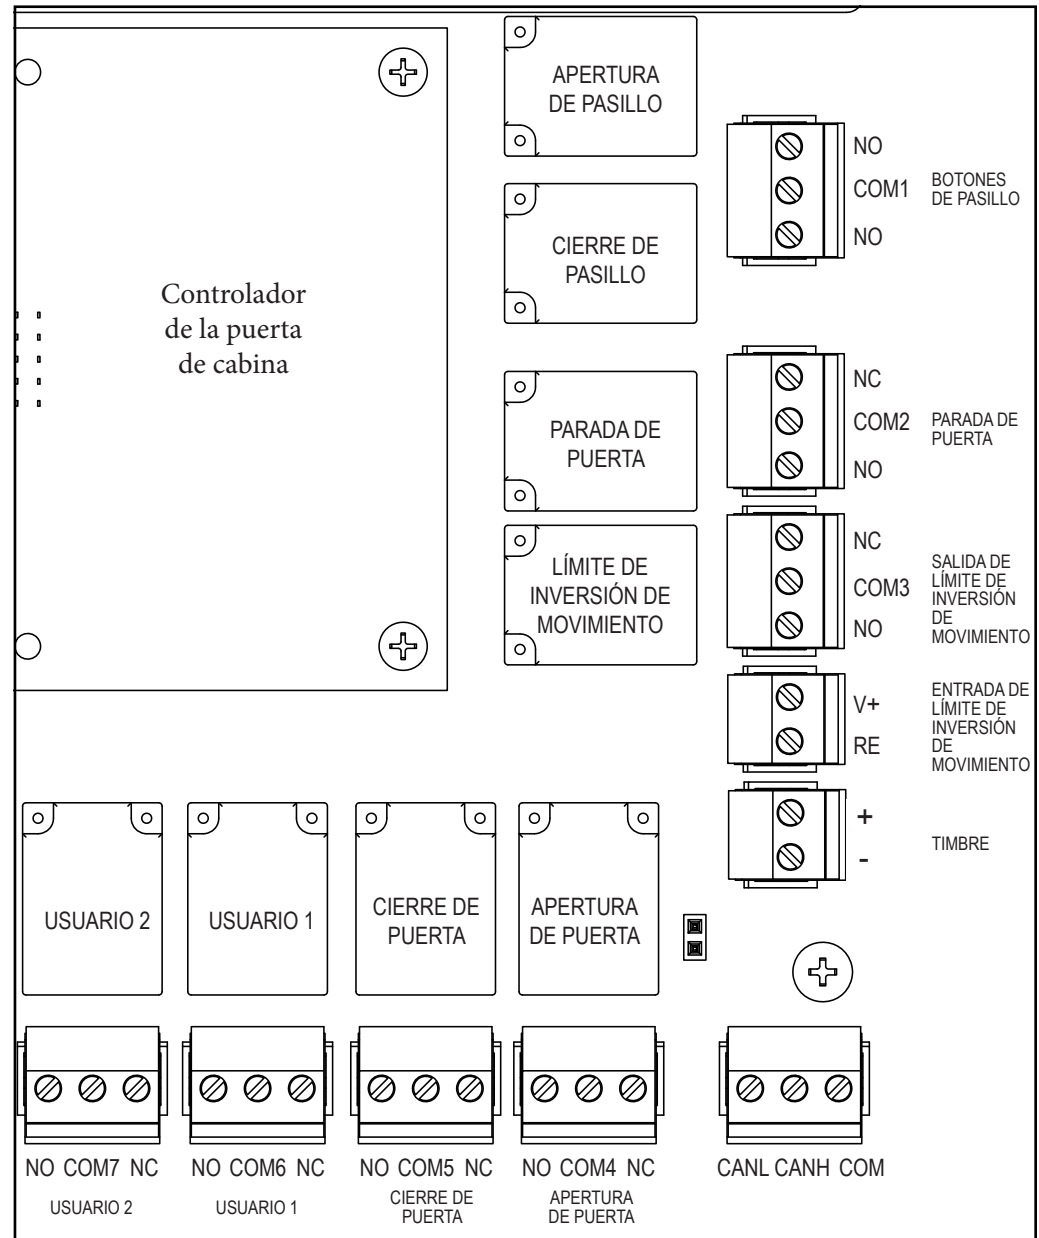 APERTURA
DE PASILLO
NO
COM1
NO
BOTONES
DE PASILLO
CIERRE DE
PASILLO
Controlador
de la puerta
de cabina
PARADA DE
PUERTA
NC
COM2
NO
PARADA DE
PUERTA
LÍMITE DE
INVERSIÓN DE
MOVIMIENTO
NC
COM3
NO
SALIDA DE
LÍMITE DE
INVERSIÓN
DE
MOVIMIENTO
V+
RE
ENTRADA DE
LÍMITE DE
INVERSIÓN
DE
MOVIMIENTO
+
-
TIMBRE
USUARIO 2
USUARIO 1
CIERRE DE
PUERTA
APERTURA
DE PUERTA
NO COM7 NC
USUARIO 2
NO COM6 NC
USUARIO 1
NO COM5 NC
CIERRE DE
PUERTA
NO COM4 NC
APERTURA
DE PUERTA
CANL CANH COM